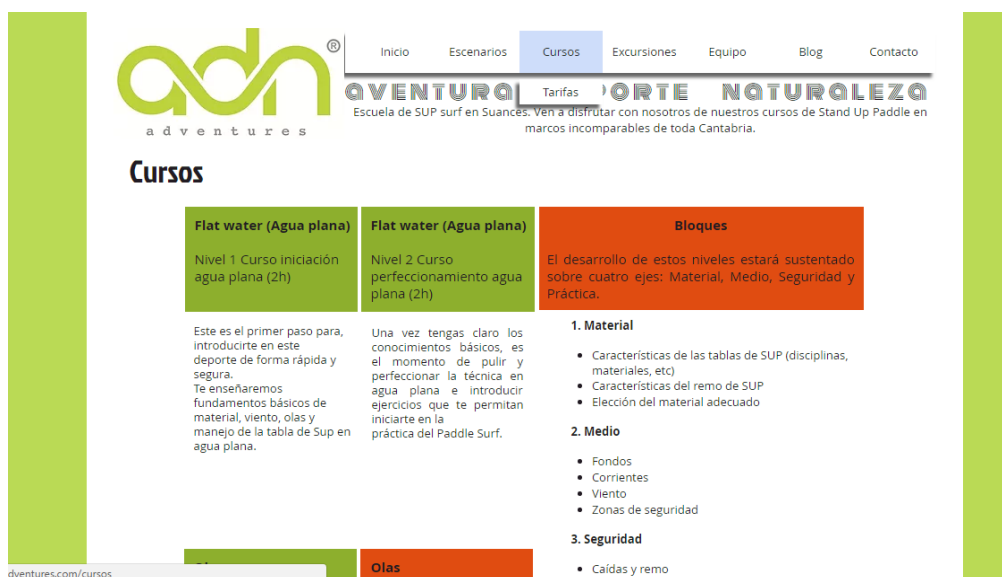 adn®
adventures
Inicio Escenarios Cursos Excursiones Equipo Blog Contacto
Tarifas
AVENTURA PORTE NATURALEZA
Escuela de SUP surf en Suances. Ven a disfrutar con nosotros de nuestros cursos de Stand Up Paddle en
marcos incomparables de toda Cantabria.
Cursos
Flat water (Agua plana)
Nivel 1 Curso iniciación
agua plana (2h)
Flat water (Agua plana)
Nivel 2 Curso
perfeccionamiento agua
plana (2h)
Bloques
El desarrollo de estos niveles estará sustentado
sobre cuatro ejes: Material, Medio, Seguridad y
Práctica.
Este es el primer paso para,
introducirte en este
deporte de forma rápida y
segura.
Te enseñaremos
fundamentos básicos de
material, viento, olas y
manejo de la tabla de Sup en
agua plana.
Una vez tengas claro los
conocimientos básicos, es
el momento de pulir y
perfeccionar la técnica en
agua plana e introducir
ejercicios que te permitan
iniciarte en la
práctica del Paddle Surf.
1. Material
• Características de las tablas de SUP (disciplinas,
materiales, etc)
• Características del remo de SUP
• Elección del material adecuado
2. Medio
• Fondos
• Corrientes
• Viento
• Zonas de seguridad
3. Seguridad
• Caídas y remo
Olas
dventures.com/cursos